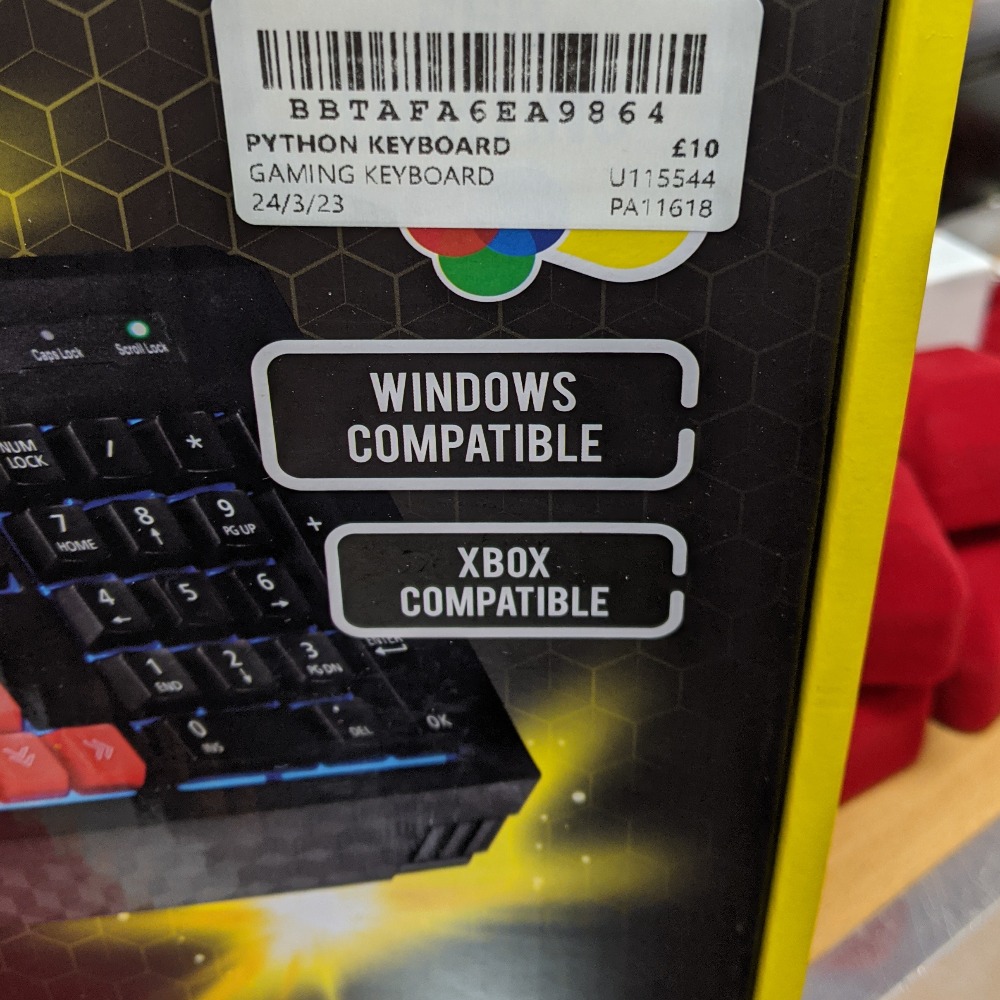 BBTAFA6EA9864
PYTHON KEYBOARD £10
GAMING KEYBOARD U115544
24/3/23 PA11618
Caps Lock Scroll Lock
WINDOWS
COMPATIBLE
NUM LOCK / *
7 HOME 8 ↑ 9 PG UP +
XBOX
COMPATIBLE
4 ← 5 6 →
ENTER
1 END 2 ↓ 3 PG DN
0 INS . DEL OK